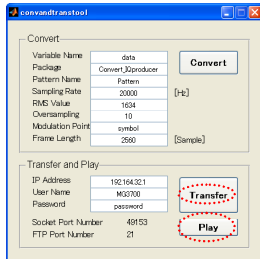 convandtranstool
Convert
Variable Name data
Package Convert_IQproducer
Pattern Name Pattern
Sampling Rate 20000 [Hz]
RMS Value 1634
Oversampling 10
Modulation Point symbol
Frame Length 2560 [Sample]
Convert
Transfer and Play
IP Address 192.164.32.1
User Name MG3700
Password password
Socket Port Number 49153
FTP Port Number 21
Transfer
Play